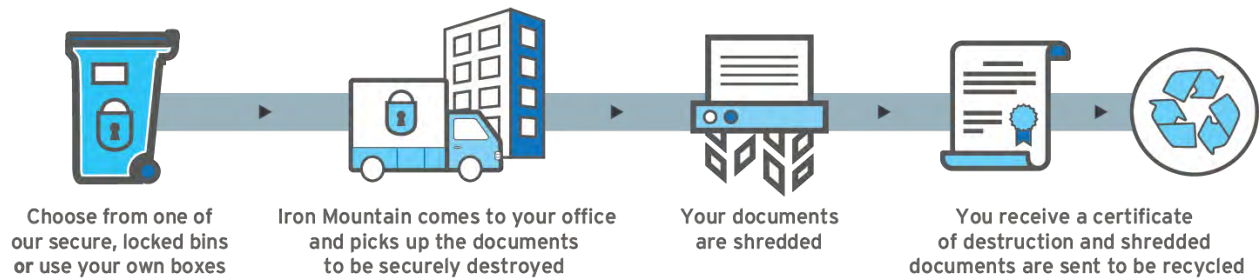 Choose from one of
our secure, locked bins
or use your own boxes
Iron Mountain comes to your office
and picks up the documents
to be securely destroyed
Your documents
are shredded
You receive a certificate
of destruction and shredded
documents are sent to be recycled